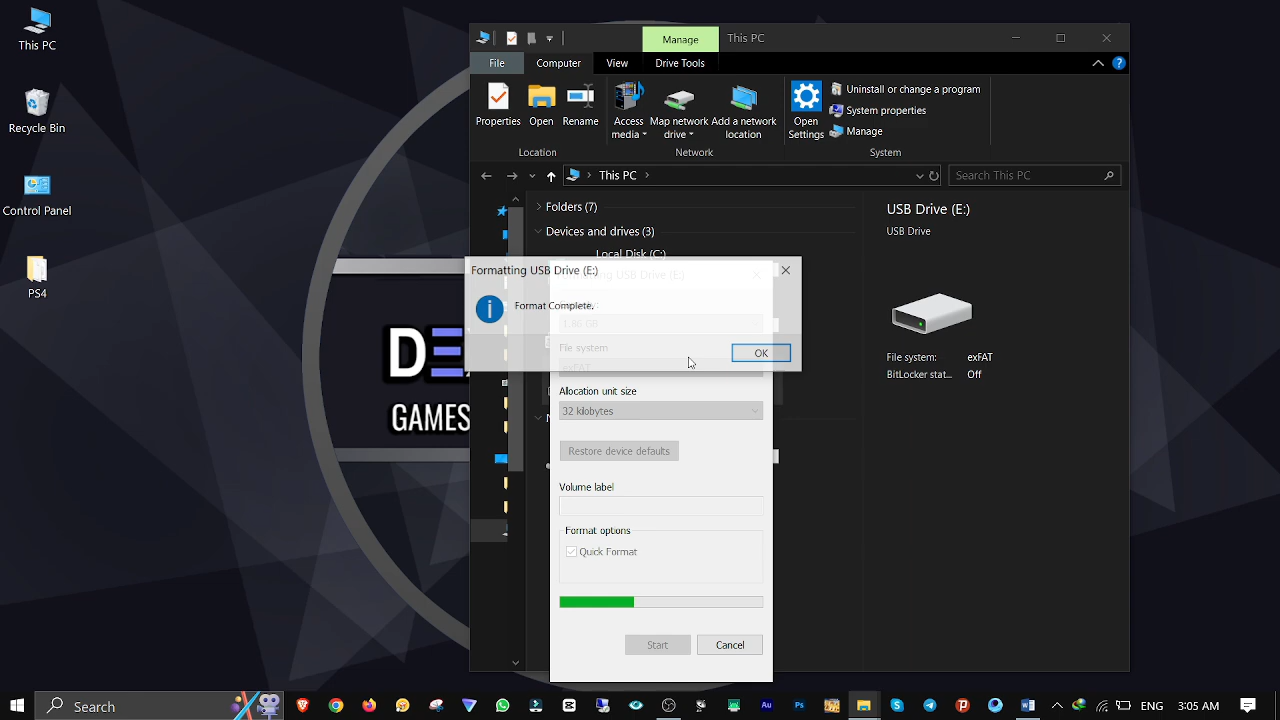 This PC
Recycle Bin
Control Panel
PS4
Manage
This PC
File
Computer
View
Drive Tools
Properties
Open
Rename
Access media
Map network drive
Add a network location
Open Settings
Uninstall or change a program
System properties
Manage
Location
Network
System
This PC
Search This PC
Folders (7)
Devices and drives (3)
Local Disk (C:)
USB Drive (E:)
USB Drive
File system: exFAT
BitLocker stat... Off
Formatting USB Drive (E:)
Format Complete.
OK
File system
exFAT
Allocation unit size
32 kilobytes
Restore device defaults
Volume label
Format options
Quick Format
Start
Cancel
GAMES
Search
ENG
3:05 AM